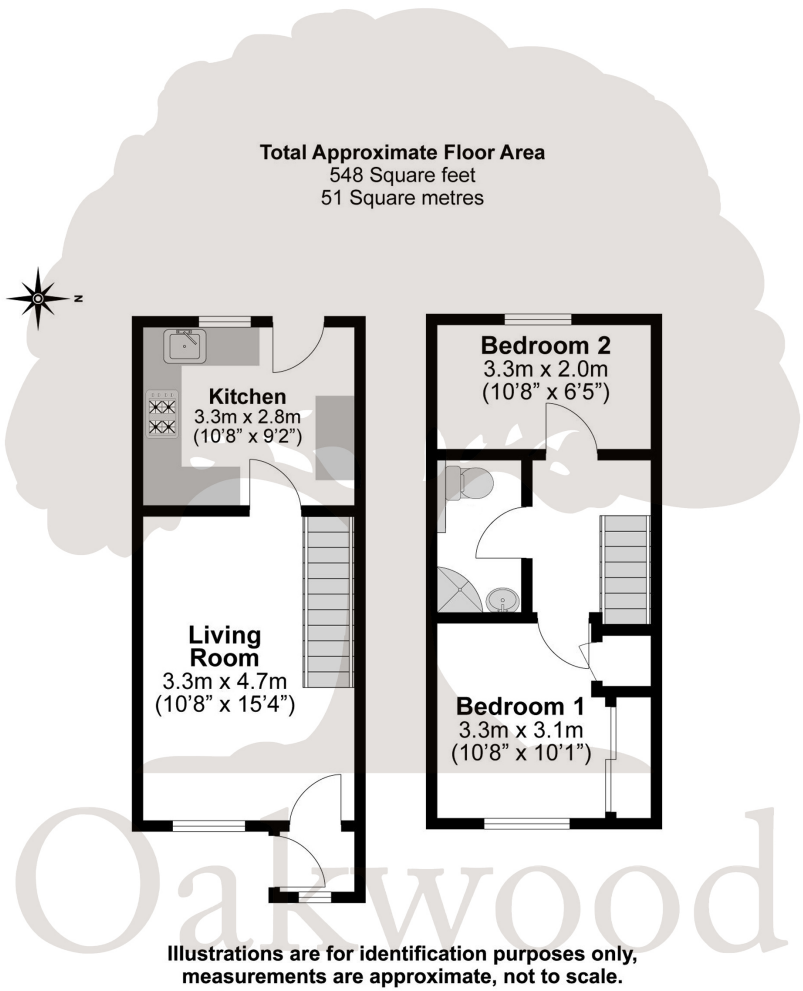 Total Approximate Floor Area
548 Square feet
51 Square metres
N
Kitchen
3.3m x 2.8m
(10'8" x 9'2")
Living
Room
3.3m x 4.7m
(10'8" x 15'4")
Bedroom 2
3.3m x 2.0m
(10'8" x 6'5")
Bedroom 1
3.3m x 3.1m
(10'8" x 10'1")
Oakwood
Illustrations are for identification purposes only,
measurements are approximate, not to scale.